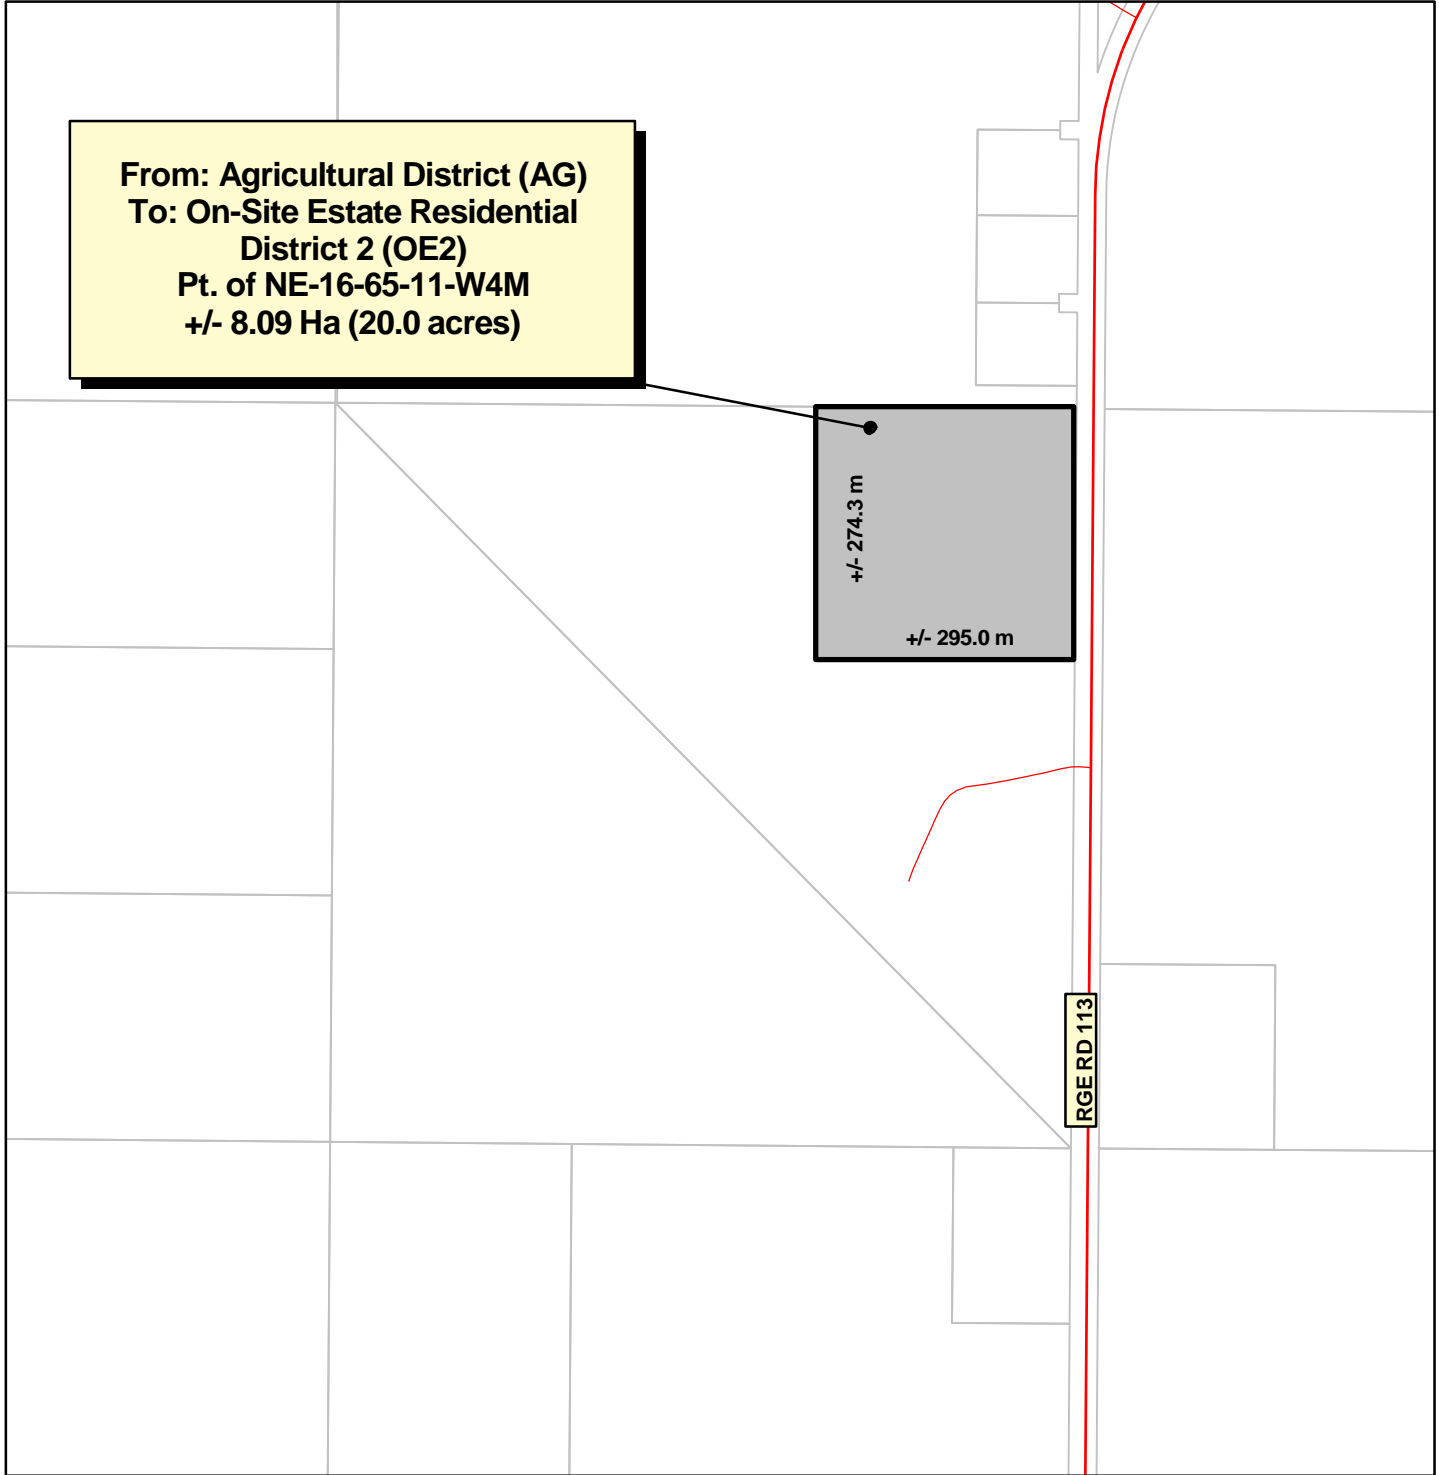 From: Agricultural District (AG)
To: On-Site Estate Residential
District 2 (OE2)
Pt. of NE-16-65-11-W4M
+/- 8.09 Ha (20.0 acres)
+/- 274.3 m
+/- 295.0 m
RGE RD 113